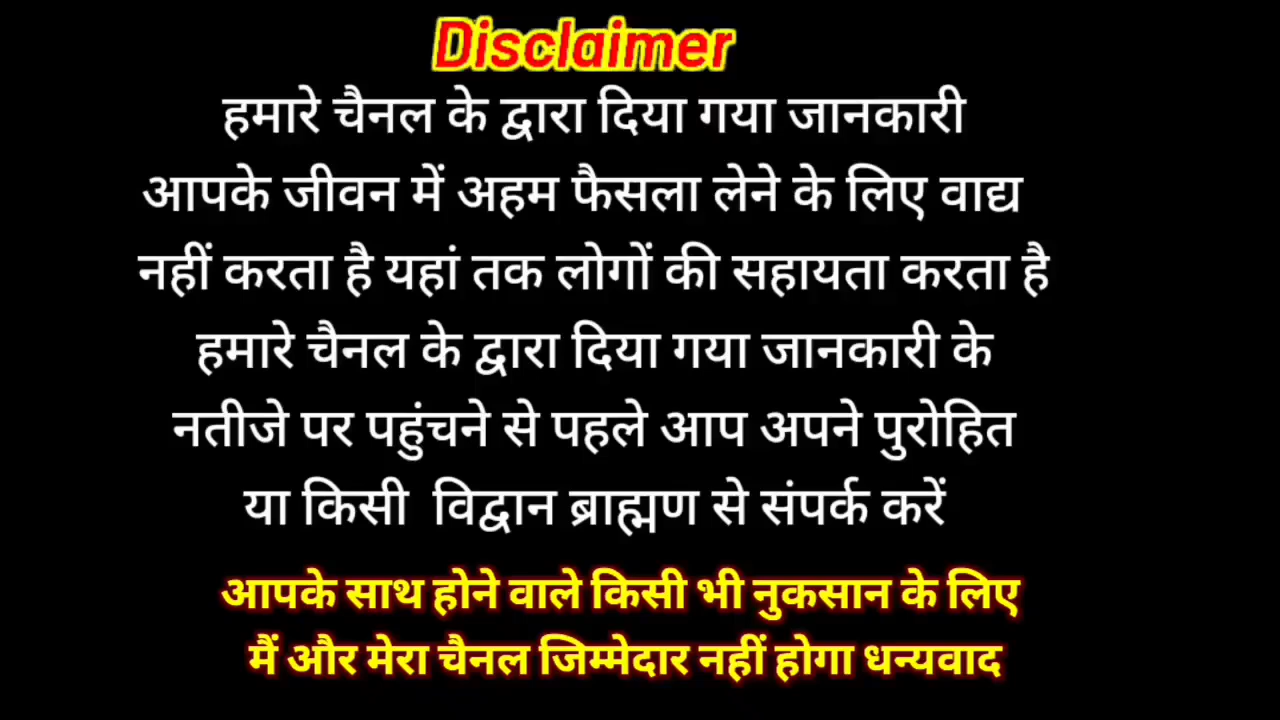 Disclaimer
हमारे चैनल के द्वारा दिया गया जानकारी
आपके जीवन में अहम फैसला लेने के लिए वाद्य
नहीं करता है यहां तक लोगों की सहायता करता है
हमारे चैनल के द्वारा दिया गया जानकारी के
नतीजे पर पहुंचने से पहले आप अपने पुरोहित
या किसी विद्वान ब्राह्मण से संपर्क करें
आपके साथ होने वाले किसी भी नुकसान के लिए
मैं और मेरा चैनल जिम्मेदार नहीं होगा धन्यवाद